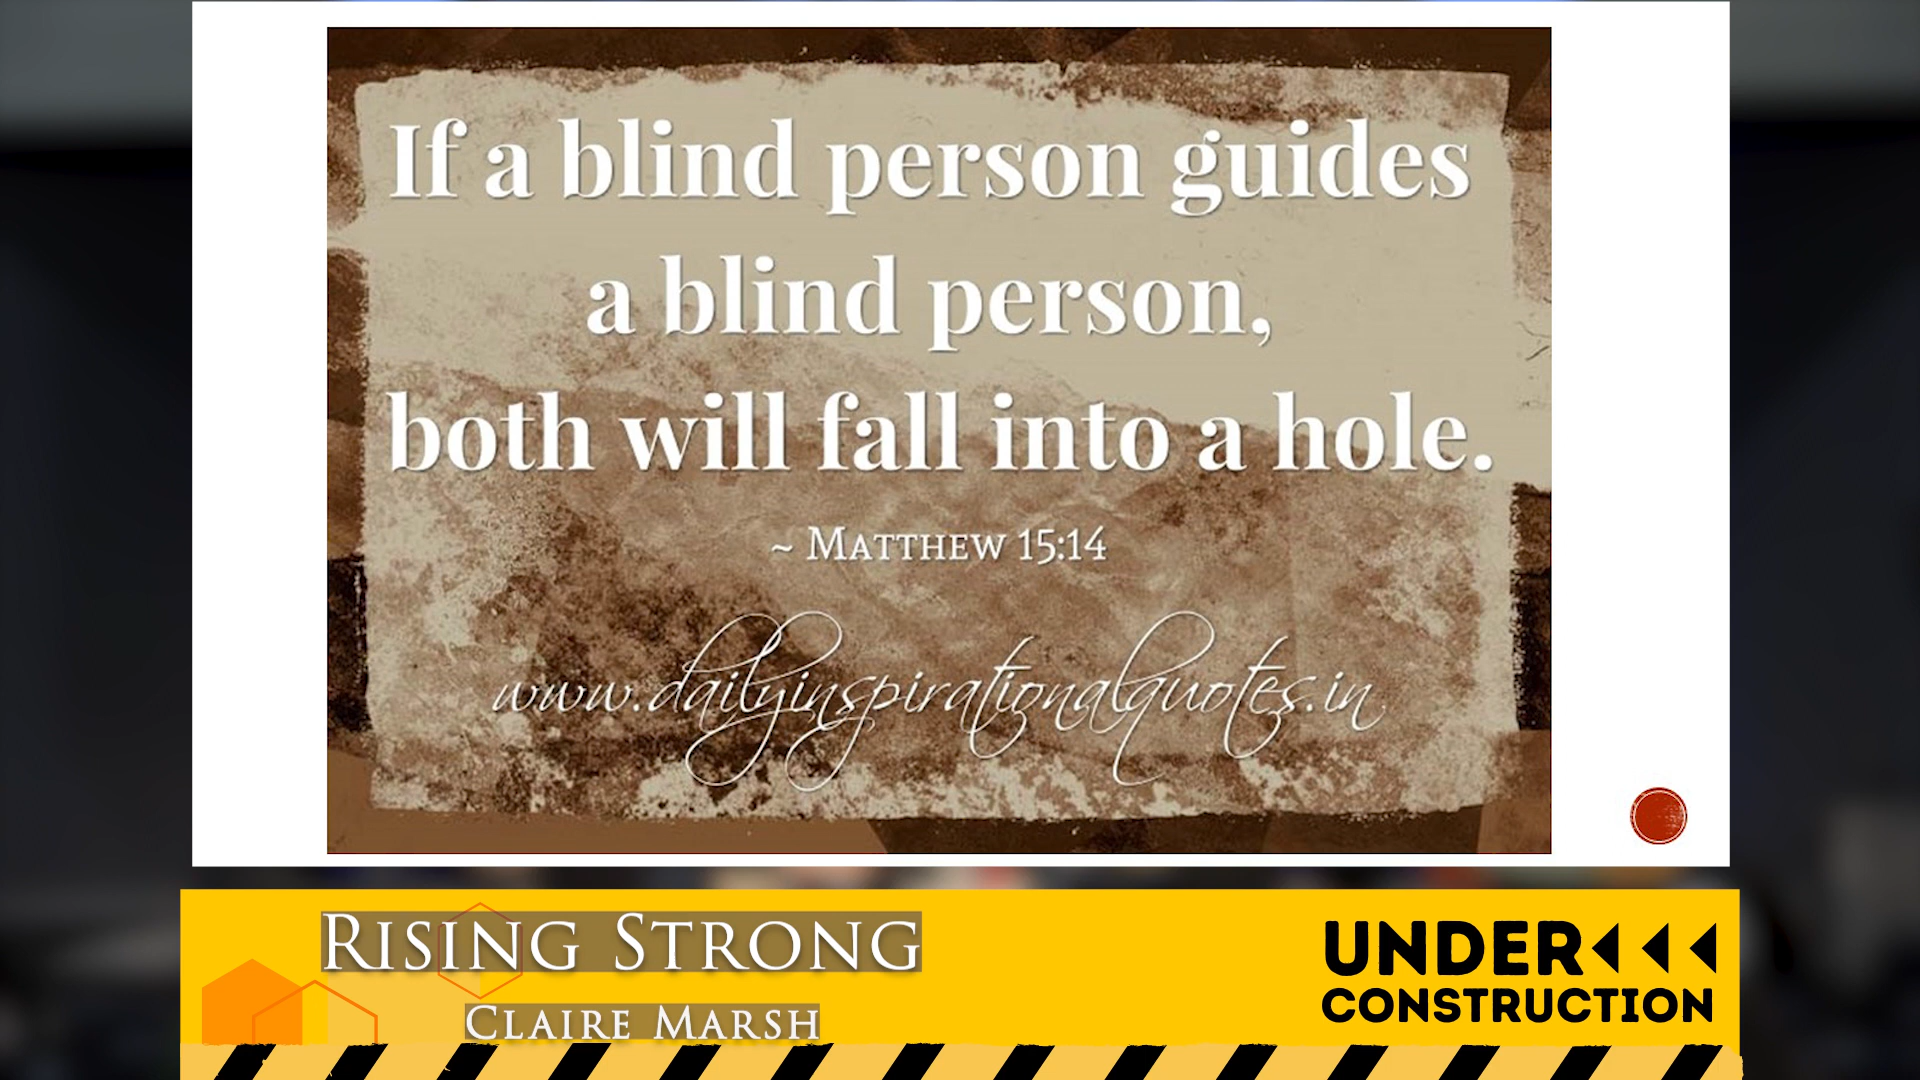 If a blind person guides
a blind person,
both will fall into a hole.
~ Matthew 15:14
www.dailyinspirationalquotes.in
Rising Strong
Claire Marsh
UNDER
CONSTRUCTION